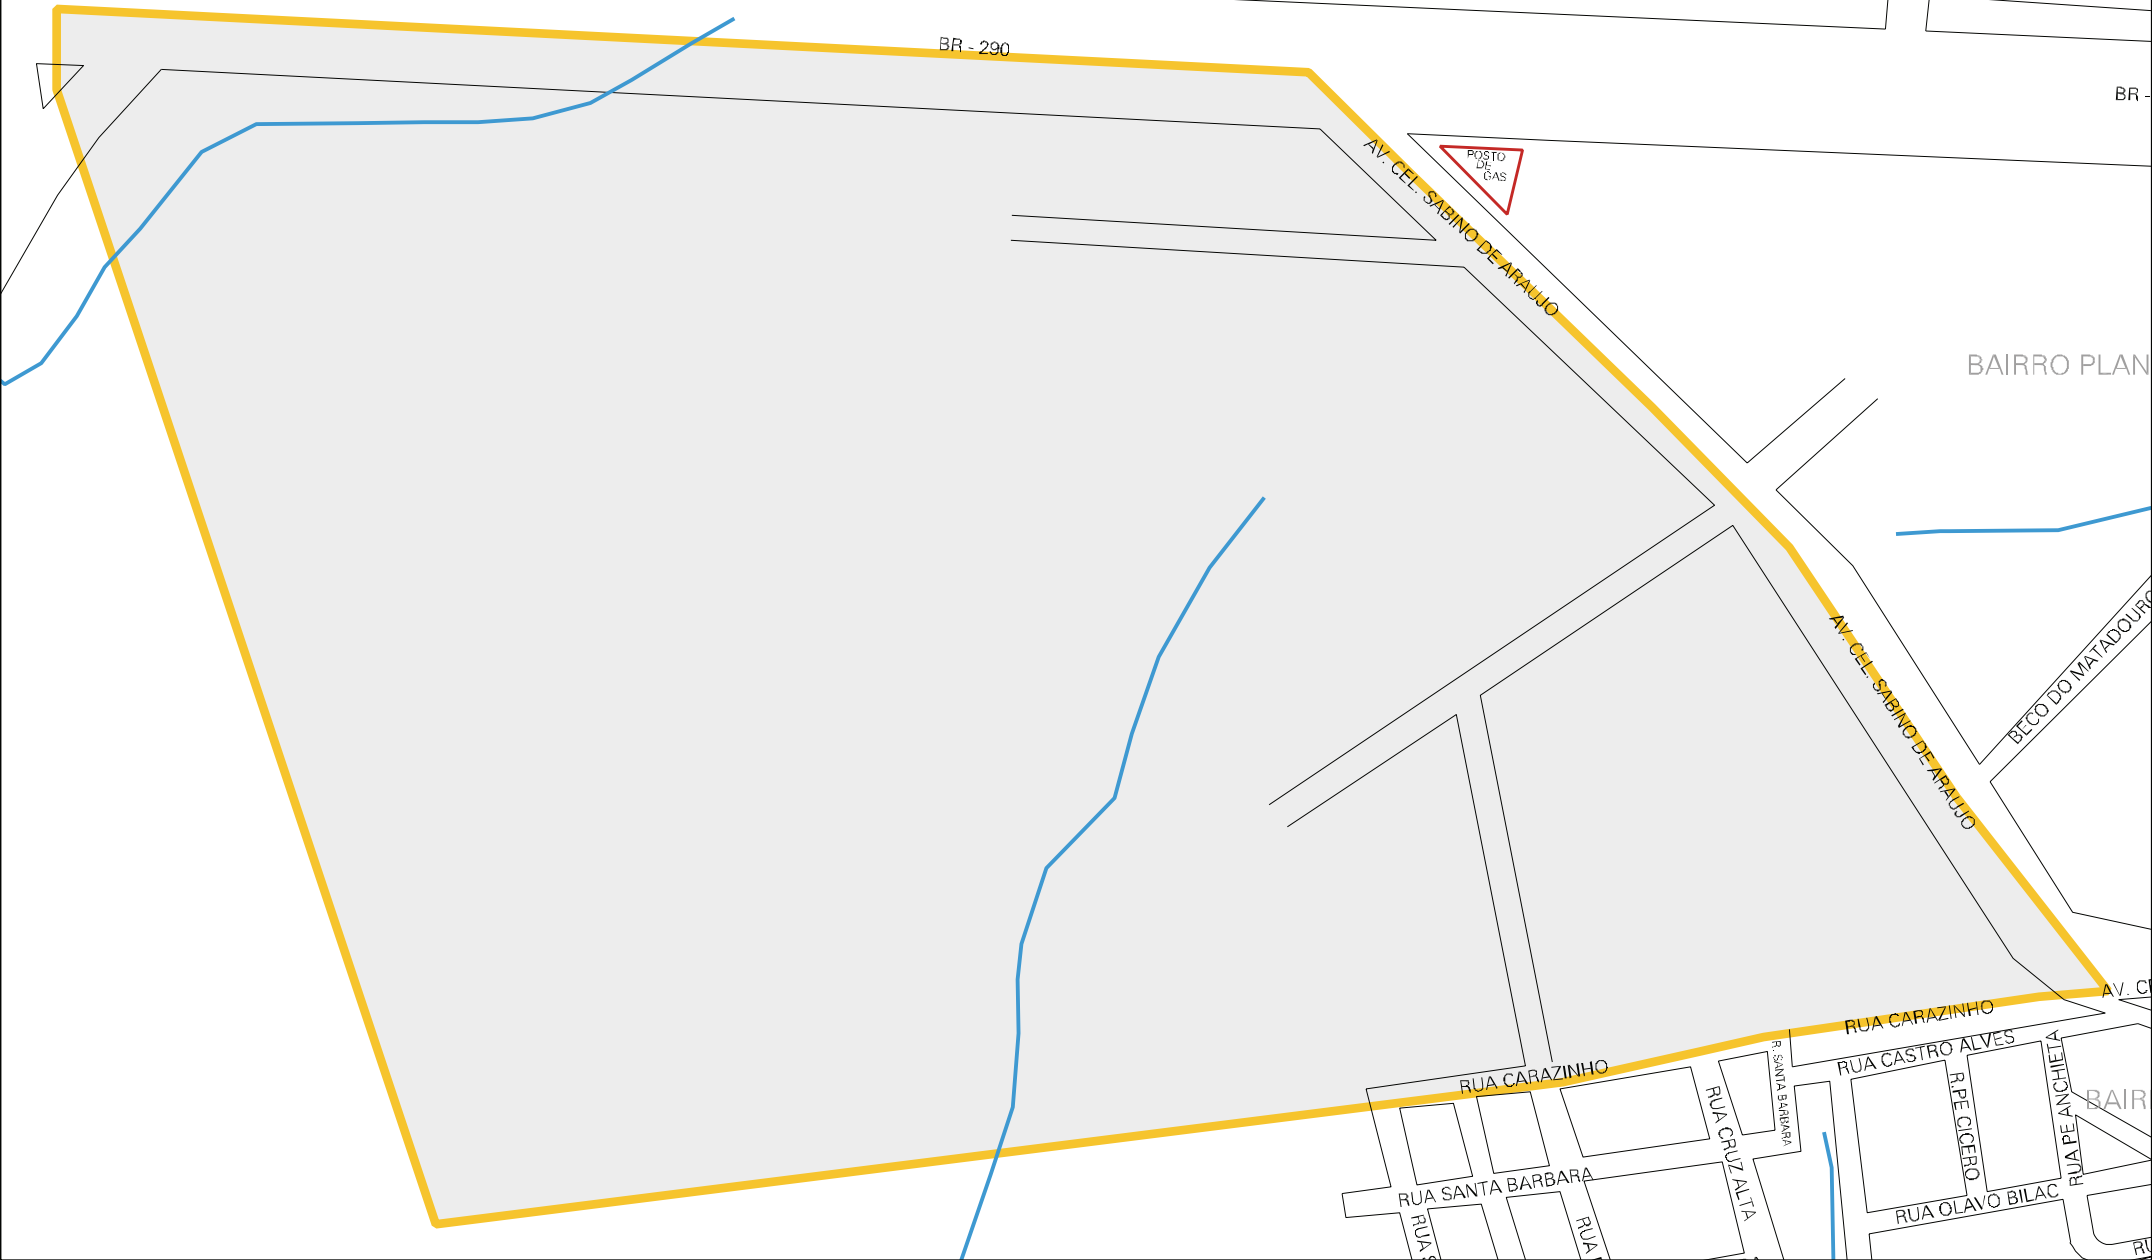 BR - 290
BR -
POSTO
DE
GAS
AV. CEL. SABINO DE ARAUJO
BAIRRO PLAN
BECO DO MATADOURO
AV. CEL. SABINO DE ARAUJO
AV.
RUA CARAZINHO
RUA CASTRO ALVES
RUA CARAZINHO
R. SANTA BARBARA
R.PE CICERO
RUA PE ANCHIETA
BAIR
RUA CRUZ ALTA
RUA SANTA BARBARA
RUA OLAVO BILAC
RUA
RUA